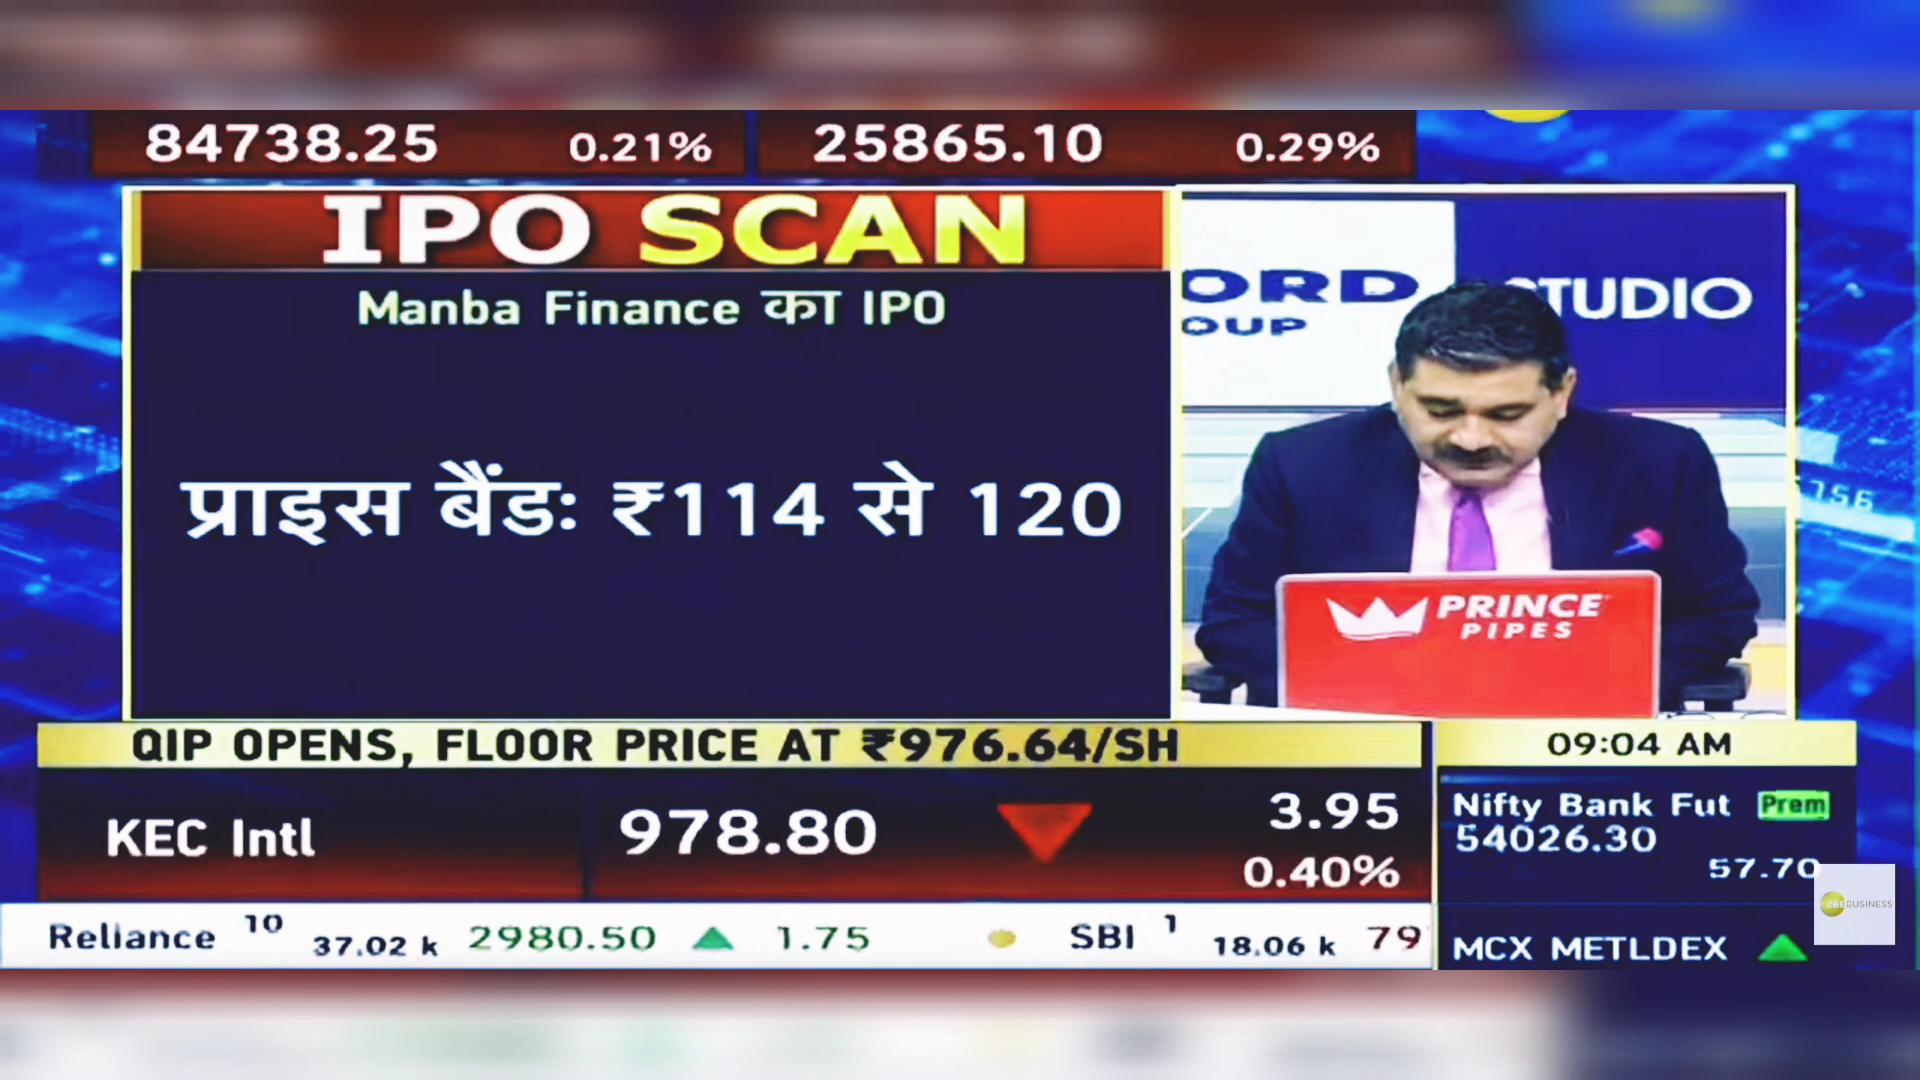 84738.25 0.21% 25865.10 0.29%
IPO SCAN
Manba Finance का IPO
प्राइस बैंडः ₹114 से 120
ORD
OUP
STUDIO
PRINCE
PIPES
QIP OPENS, FLOOR PRICE AT ₹976.64/SH
09:04 AM
KEC Intl 978.80 3.95
0.40%
Nifty Bank Fut Prem
54026.30
57.70
ZEEBUSINESS
Reliance 10 37.02 k 2980.50 1.75 SBI 1 18.06 k 79
MCX METLDEX